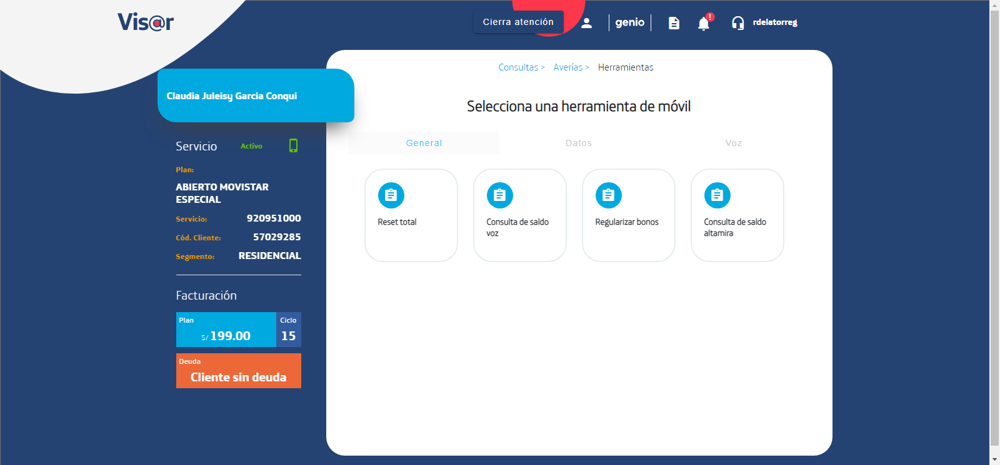 Vis@r
Cierra atención
genio
!
rdelatorreg
Consultas > Averías > Herramientas
Claudia Juleisy Garcia Conqui
Selecciona una herramienta de móvil
Servicio Activo
General Datos Voz
Plan:
ABIERTO MOVISTAR
ESPECIAL
Servicio: 920951000
Cód. Cliente: 57029285
Segmento: RESIDENCIAL
Reset total
Consulta de saldo
voz
Regularizar bonos
Consulta de saldo
altamira
Facturación
Plan Ciclo
S/ 199.00 15
Deuda
Cliente sin deuda